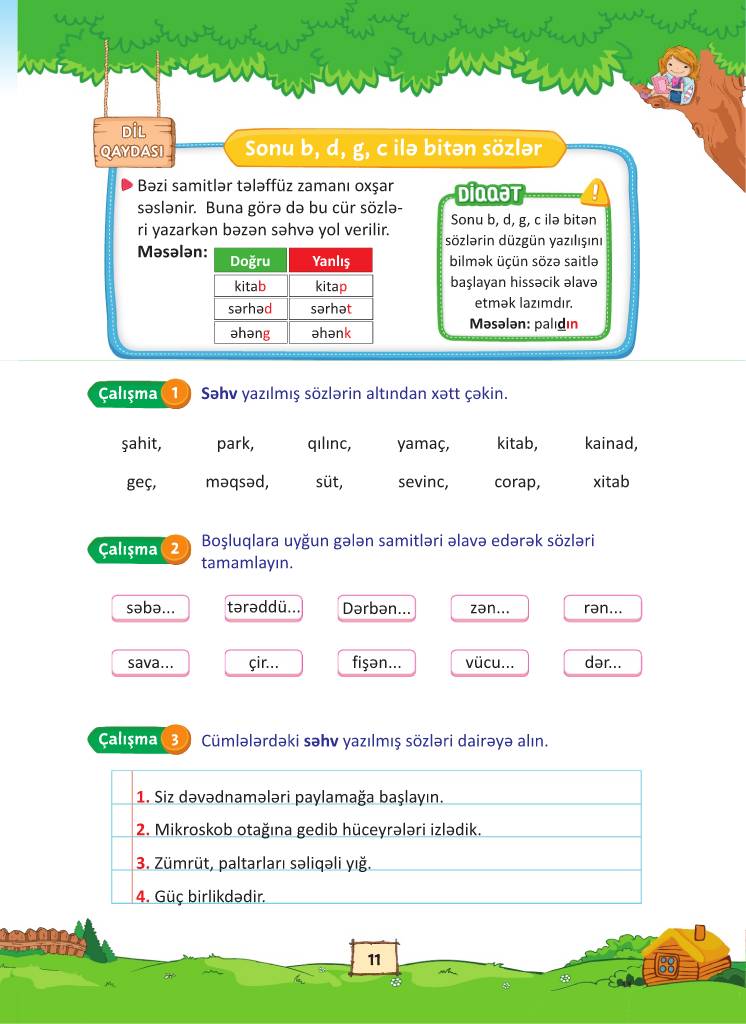 DİL
QAYDASI
Sonu b, d, g, c ilə bitən sözlər
Bəzi samitlər tələffüz zamanı oxşar
səslənir. Buna görə də bu cür sözlə-
ri yazarkən bəzən səhvə yol verilir.
Məsələn:
Doğru Yanlış
kitab kitap
sərhəd sərhət
əhəng əhənk
DİQQƏT
!
Sonu b, d, g, c ilə bitən
sözlərin düzgün yazılışını
bilmək üçün sözə saitlə
başlayan hissəcik əlavə
etmək lazımdır.
Məsələn: palıdın
Çalışma 1 Səhv yazılmış sözlərin altından xətt çəkin.
şahit, park, qılınc, yamaç, kitab, kainad,
geç, məqsəd, süt, sevinc, corap, xitab
Çalışma 2 Boşluqlara uyğun gələn samitləri əlavə edərək sözləri
tamamlayın.
səbə... tərəddü... Dərbən... zən... rən...
sava... çir... fişən... vücu... dər...
Çalışma 3 Cümlələrdəki səhv yazılmış sözləri dairəyə alın.
1. Siz dəvədnamələri paylamağa başlayın.
2. Mikroskob otağına gedib hüceyrələri izlədik.
3. Zümrüt, paltarları səliqəli yığ.
4. Güç birlikdədir.
11